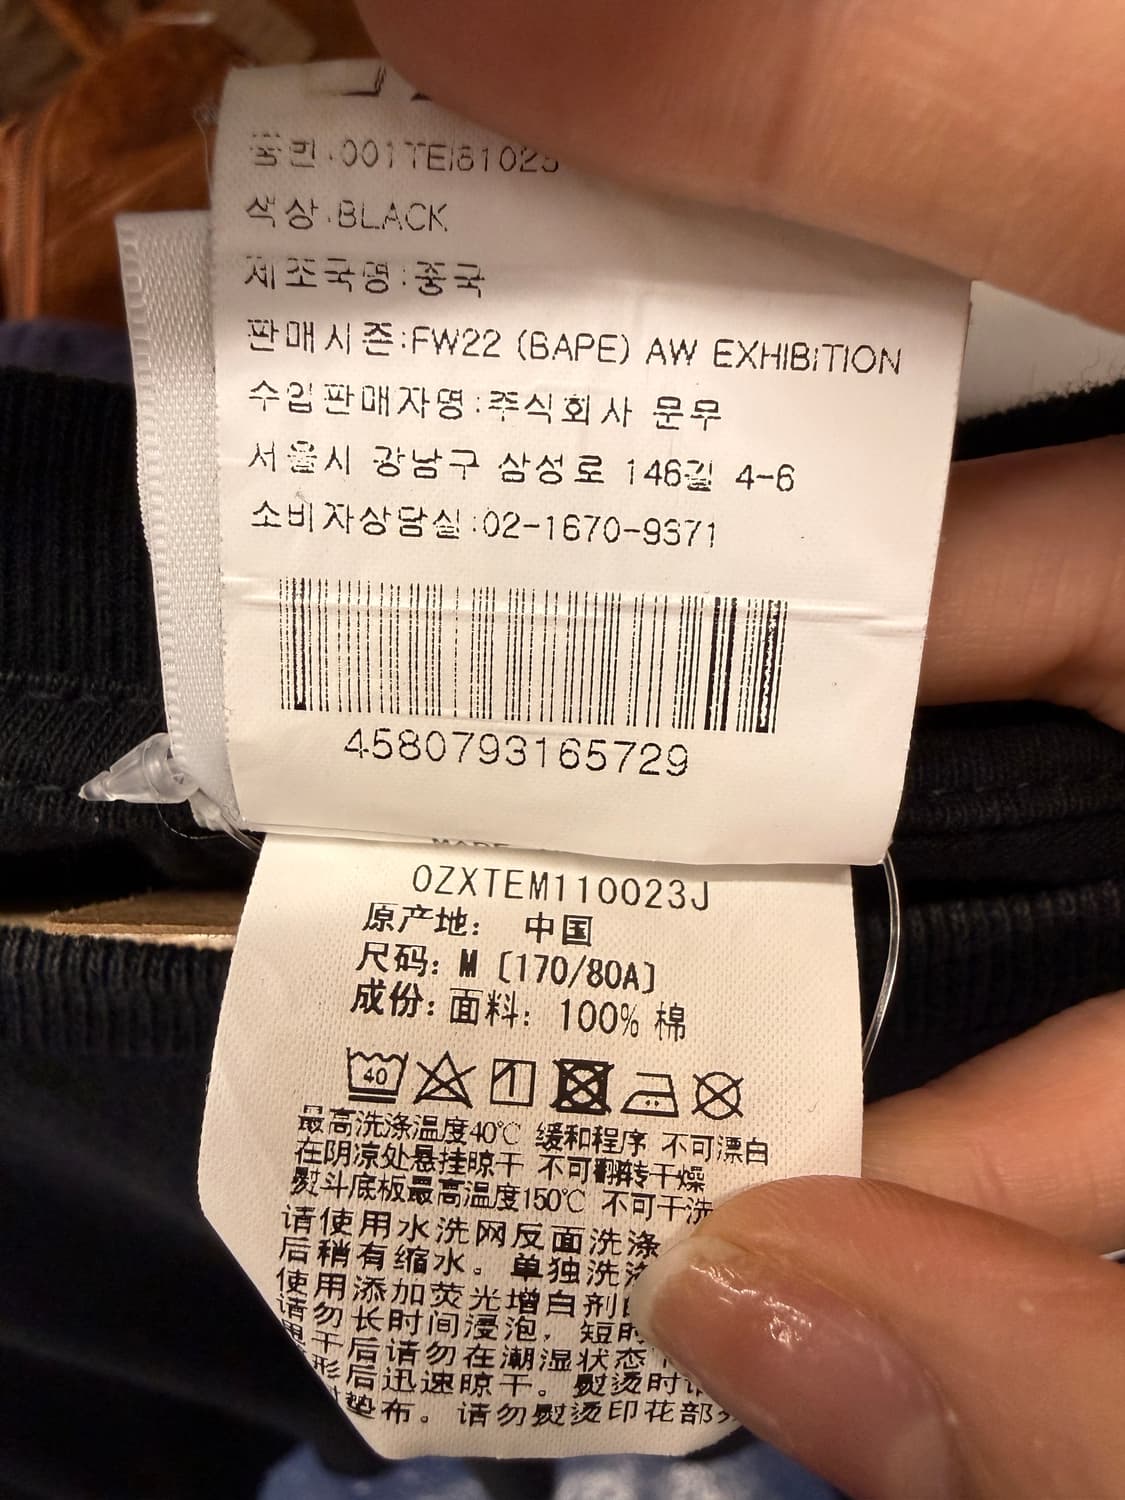 품번:001TEI81023
색상:BLACK
제조국명:중국
판매시즌:FW22 (BAPE) AW EXHIBITION
수입판매자명:주식회사 문무
서울시 강남구 삼성로 146길 4-6
소비자상담실:02-1670-9371
4580793165729
MADE
0ZXTEM110023J
原产地: 中国
尺码: M [170/80A]
成份: 面料: 100% 棉
40
最高洗涤温度40℃ 缓和程序 不可漂白
在阴凉处悬挂晾干 不可翻转干燥
熨斗底板最高温度150℃ 不可干洗
请使用水洗网反面洗涤
后稍有缩水。单独洗涤
使用添加荧光增白剂
请勿长时间浸泡，短时
干后请勿在潮湿状态
形后迅速晾干。熨烫时
垫布。请勿熨烫印花部